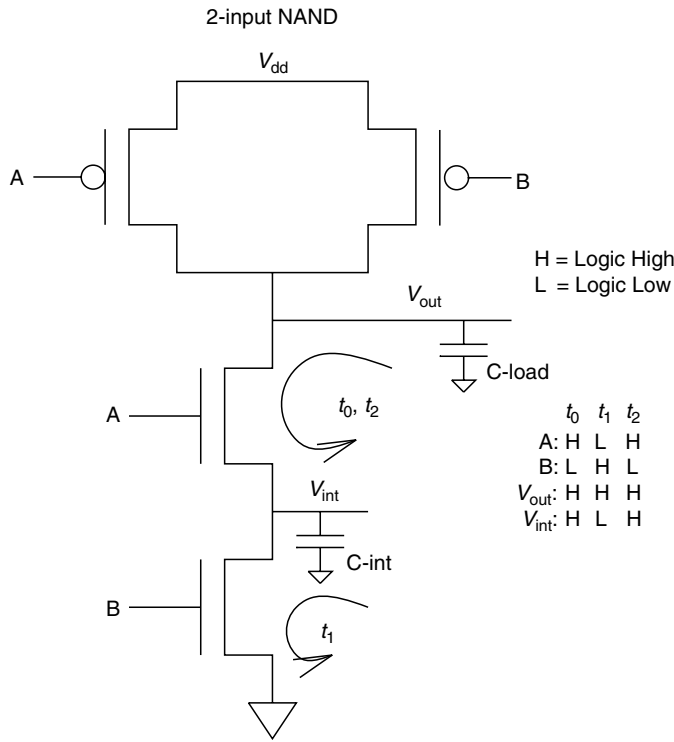 2-input NAND
Vdd
A
B
H = Logic High
L = Logic Low
Vout
C-load
t0, t2
A
t0 t1 t2
A: H L H
B: L H L
Vout: H H H
Vint: H L H
Vint
C-int
B
t1